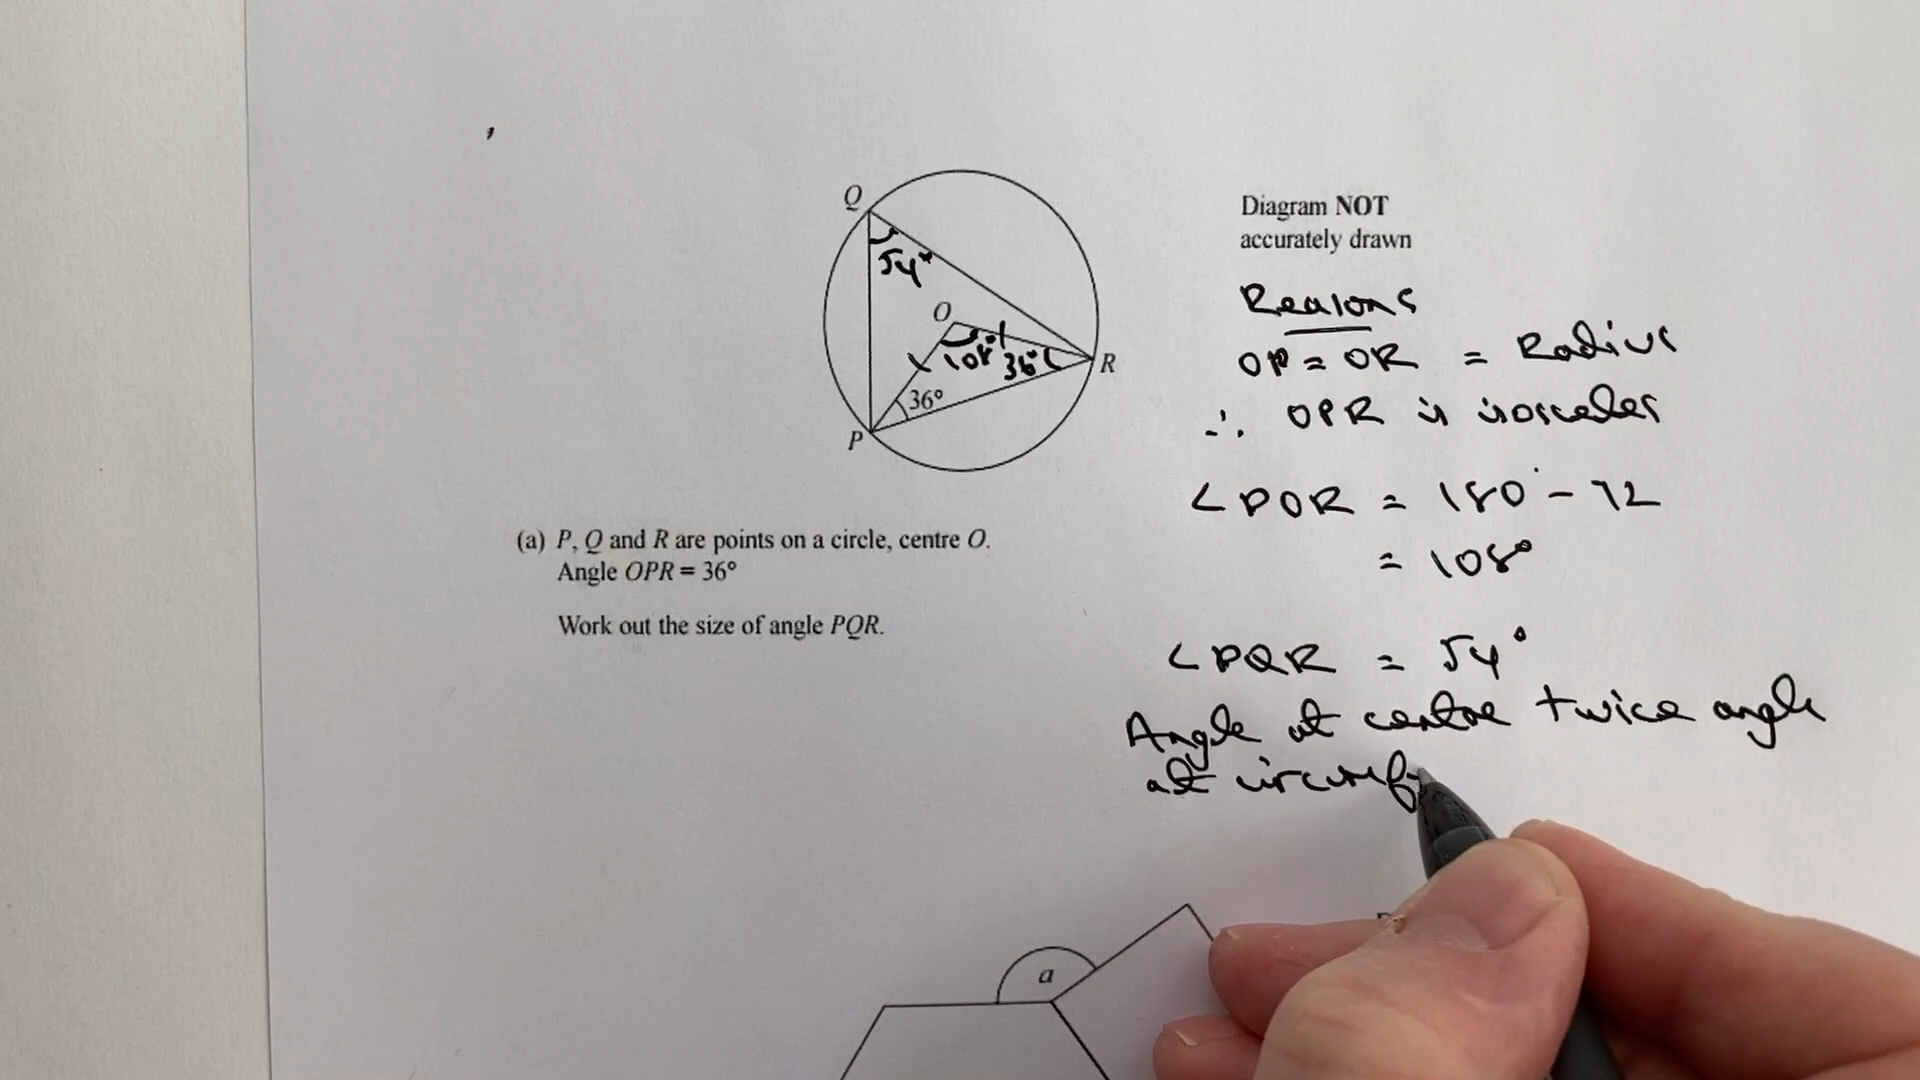 Q
54°
O
108°
36°
R
36°
P
Diagram NOT
accurately drawn
Reasons
OP = OR = Radius
∴ OPR is isosceles
(a) P, Q and R are points on a circle, centre O.
Angle OPR = 36°
Work out the size of angle PQR.
<POR = 180° - 72
= 108°
<PQR = 54°
Angle at centre twice angle
at circumf
a